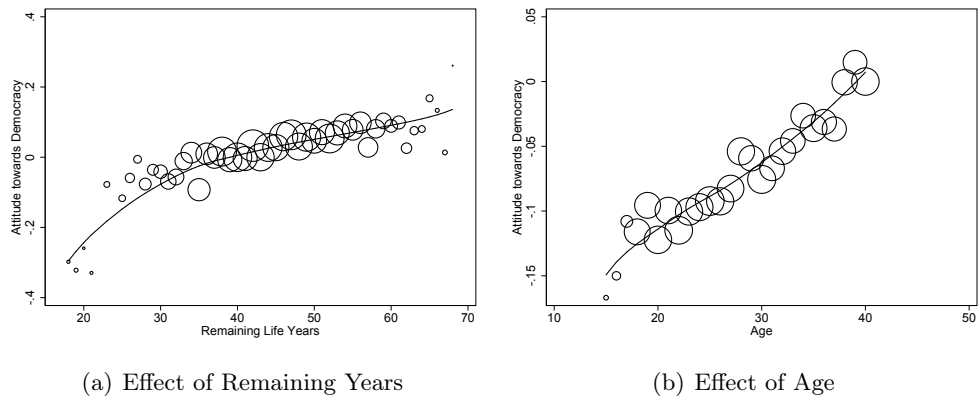 Attitude towards Democracy
.4
.2
0
-.2
-.4
20 30 40 50 60 70
Remaining Life Years
(a) Effect of Remaining Years
Attitude towards Democracy
.05
0
-.05
-.1
-.15
10 20 30 40 50
Age
(b) Effect of Age